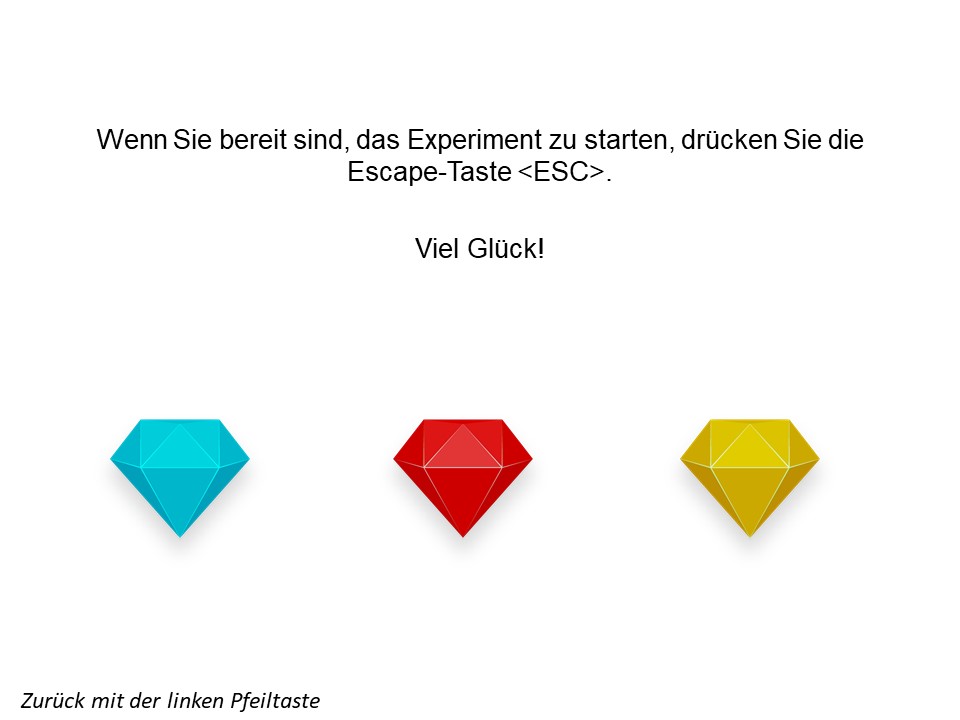 Wenn Sie bereit sind, das Experiment zu starten, drücken Sie die
Escape-Taste <ESC>.
Viel Glück!
Zurück mit der linken Pfeiltaste